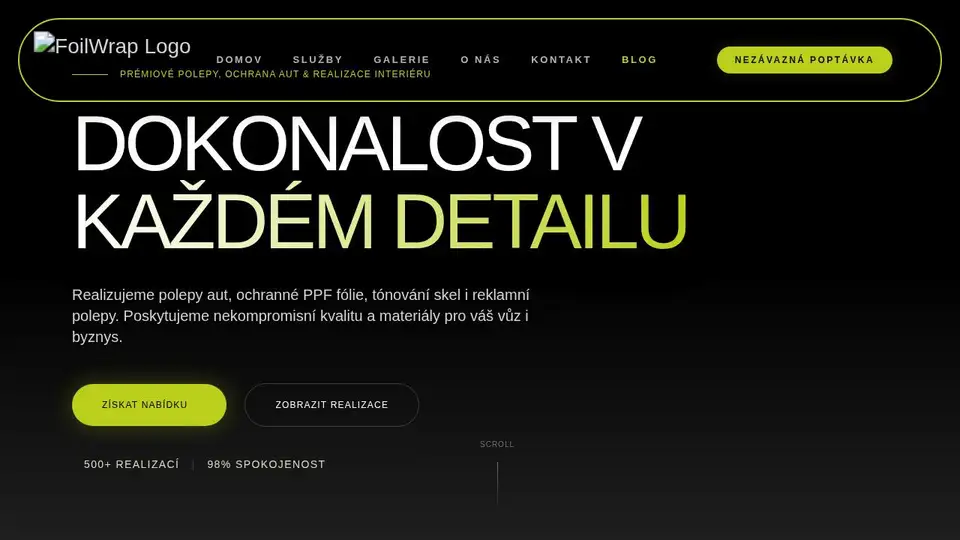 FoilWrap Logo
DOMOV SLUŽBY GALERIE O NÁS KONTAKT BLOG
NEZÁVAZNÁ POPTÁVKA
PRÉMIOVÉ POLEPY, OCHRANA AUT & REALIZACE INTERIÉRU
DOKONALOST V
KAŽDÉM DETAILU
Realizujeme polepy aut, ochranné PPF fólie, tónování skel i reklamní
polepy. Poskytujeme nekompromisní kvalitu a materiály pro váš vůz i
byznys.
ZÍSKAT NABÍDKU
ZOBRAZIT REALIZACE
SCROLL
500+ REALIZACÍ | 98% SPOKOJENOST